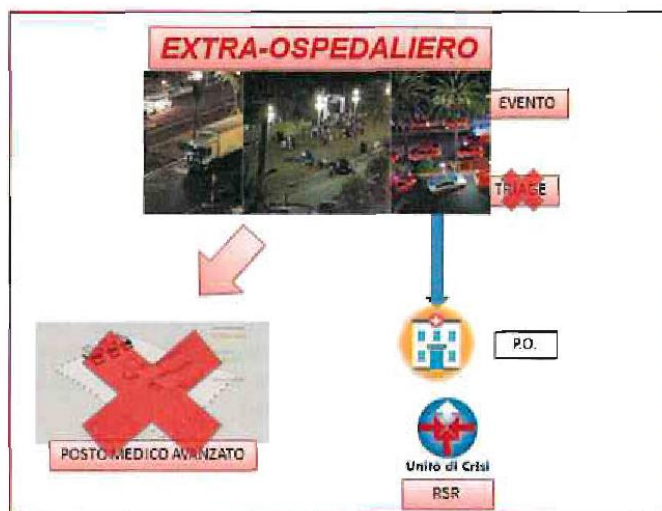 EXTRA-OSPEDALIERO
EVENTO
TRIAGE
P.O.
POSTO MEDICO AVANZATO
Unità di Crisi
RSR